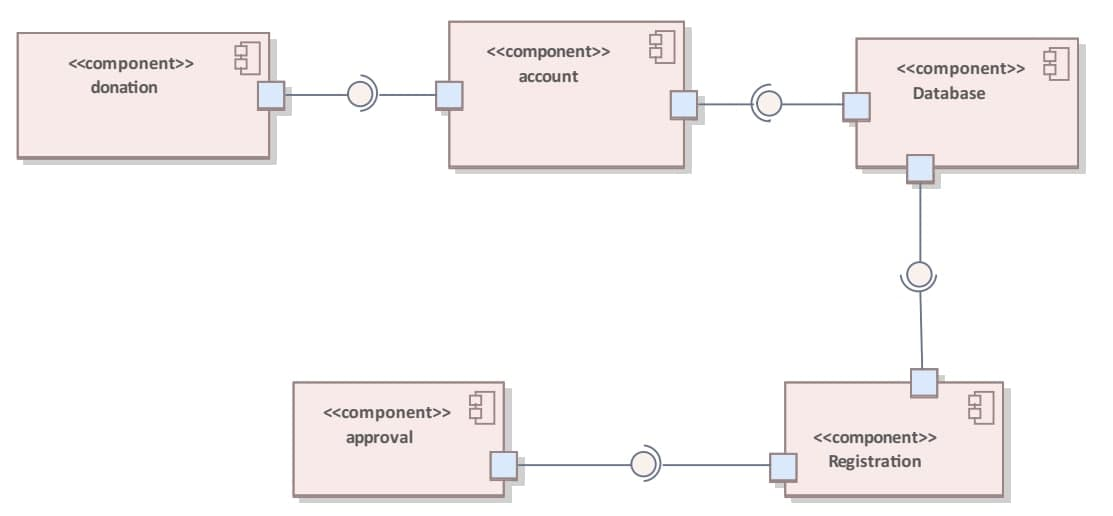 <<component>>
donation
<<component>>
account
<<component>>
Database
<<component>>
approval
<<component>>
Registration